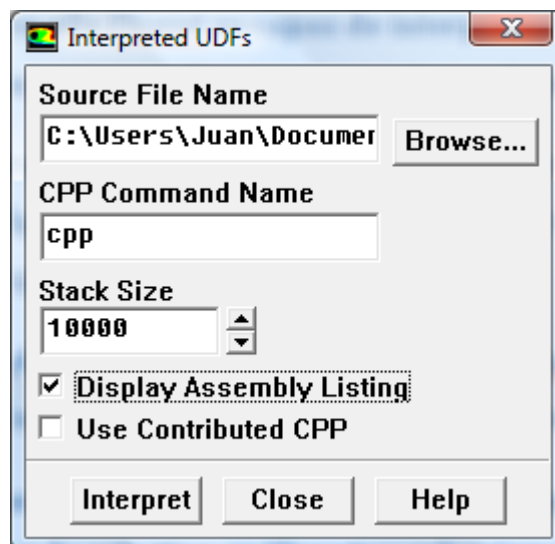 Interpreted UDFs
Source File Name
C:\Users\Juan\Documen
Browse...
CPP Command Name
cpp
Stack Size
10000
Display Assembly Listing
Use Contributed CPP
Interpret Close Help